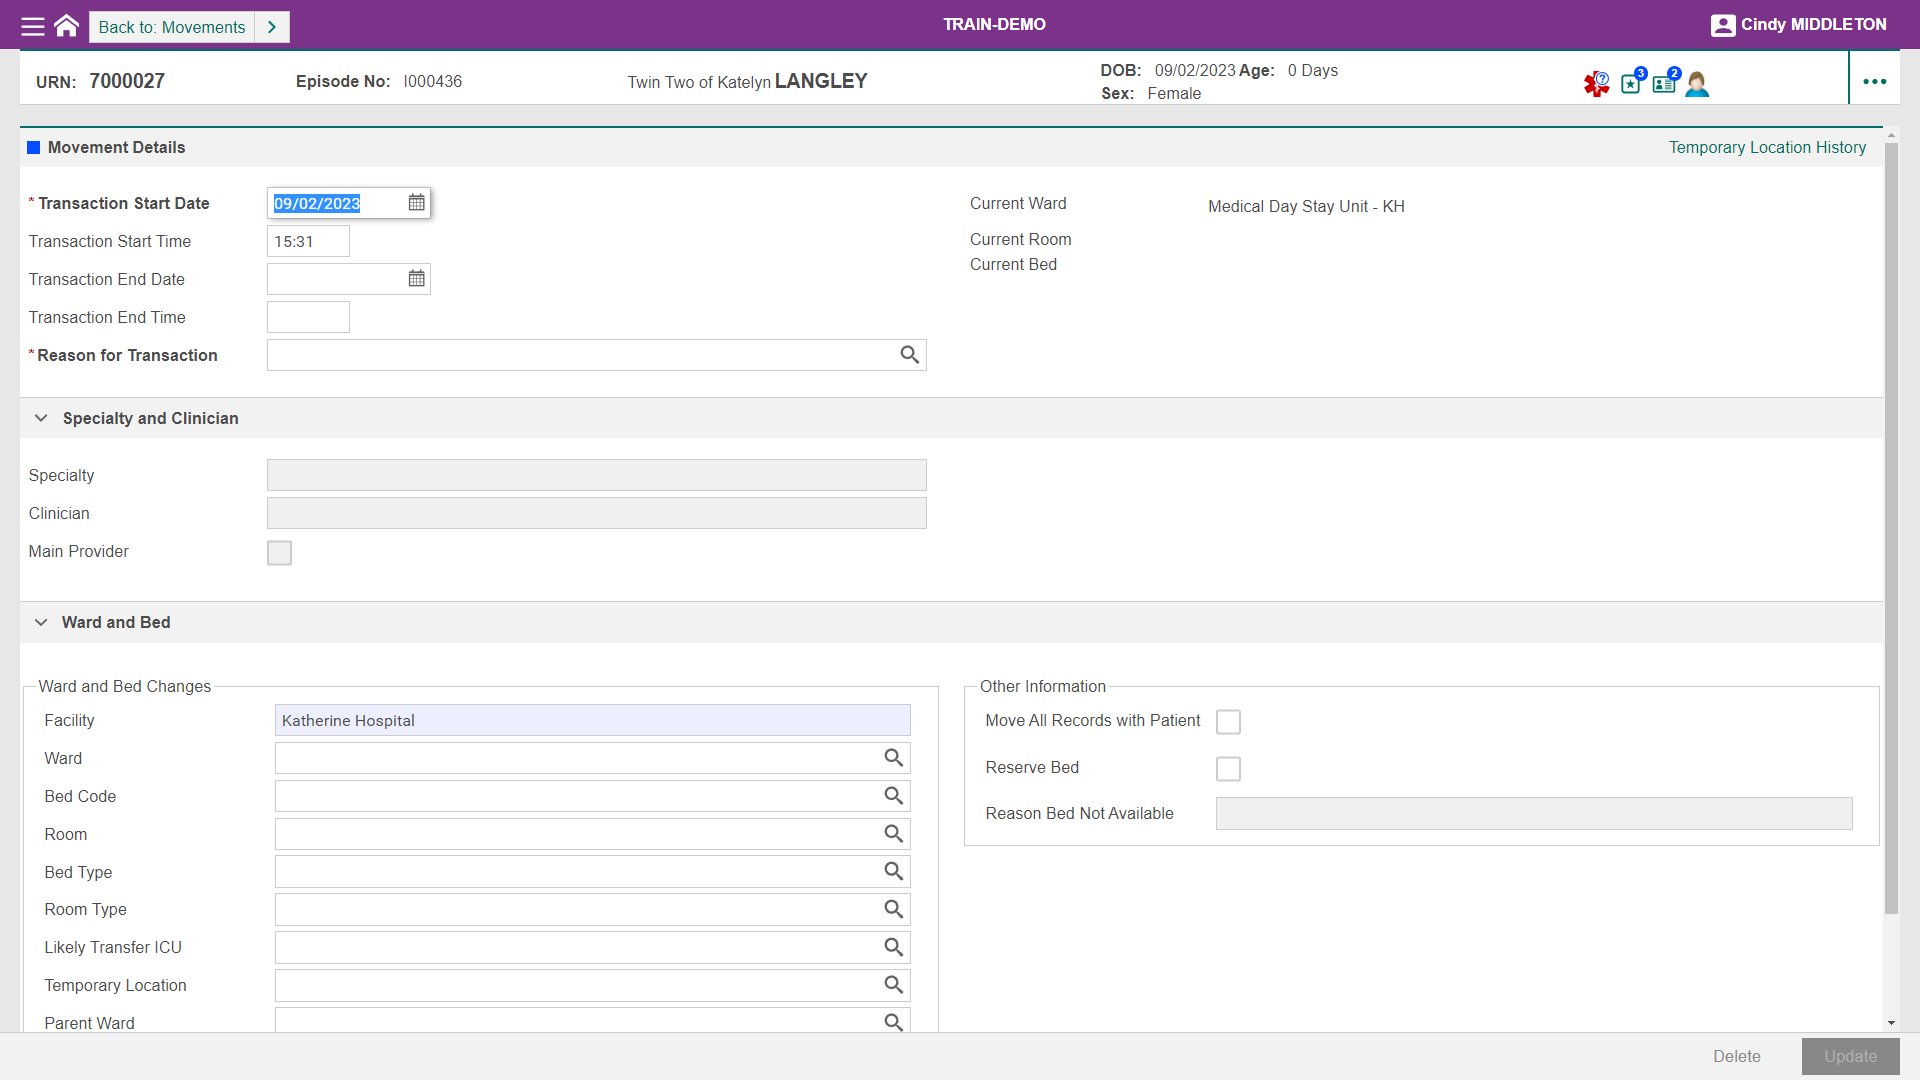 Back to: Movements
TRAIN-DEMO
Cindy MIDDLETON
URN: 7000027 Episode No: I000436 Twin Two of Katelyn LANGLEY
DOB: 09/02/2023 Age: 0 Days
Sex: Female
3
2
Movement Details
Temporary Location History
* Transaction Start Date 09/02/2023
Current Ward Medical Day Stay Unit - KH
Transaction Start Time 15:31
Current Room
Transaction End Date
Current Bed
Transaction End Time
* Reason for Transaction
Specialty and Clinician
Specialty
Clinician
Main Provider
Ward and Bed
Ward and Bed Changes
Facility Katherine Hospital
Ward
Bed Code
Room
Bed Type
Room Type
Likely Transfer ICU
Temporary Location
Parent Ward
Other Information
Move All Records with Patient
Reserve Bed
Reason Bed Not Available
Delete
Update